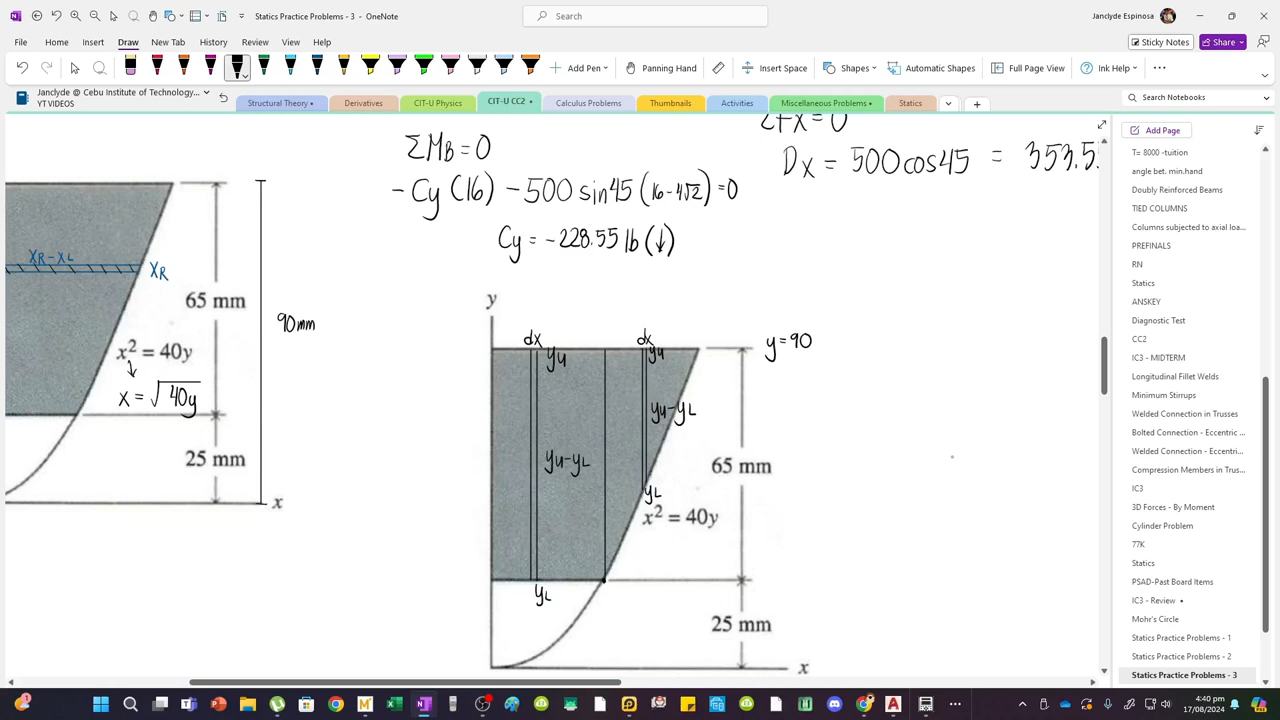 Statics Practice Problems - 3 - OneNote
Search
Janclyde Espinosa
File Home Insert Draw New Tab History Review View Help
Sticky Notes
Share
Add Pen
Panning Hand
Insert Space
Shapes
Automatic Shapes
Full Page View
Ink Help
Janclyde @ Cebu Institute of Technology...
YT VIDEOS
Structural Theory •
Derivatives
CIT-U Physics
CIT-U CC2 •
Calculus Problems
Thumbnails
Activities
Miscellaneous Problems •
Statics
Search Notebooks
ΣMB = 0
- Cy (16) - 500 sin45 (16-4√2) = 0
Cy = -228.55 lb (↓)
ΣFx = 0
Dx = 500 cos45 = 353.5
XR - XL
XR
65 mm
90mm
x² = 40y
x = √40y
25 mm
x
y
dx
yu
dx
yu
y = 90
yu-yL
yu-yL
65 mm
yL
x² = 40y
yL
25 mm
x
Add Page
T= 8000 -tuition
angle bet. min.hand
Doubly Reinforced Beams
TIED COLUMNS
Columns subjected to axial loa...
PREFINALS
RN
Statics
ANSKEY
Diagnostic Test
CC2
IC3 - MIDTERM
Longitudinal Fillet Welds
Minimum Stirrups
Welded Connection in Trusses
Bolted Connection - Eccentric ...
Welded Connection - Eccentri...
Compression Members in Trus...
IC3
3D Forces - By Moment
Cylinder Problem
77K
Statics
PSAD-Past Board Items
IC3 - Review •
Mohr's Circle
Statics Practice Problems - 1
Statics Practice Problems - 2
Statics Practice Problems - 3
4:40 pm
17/08/2024